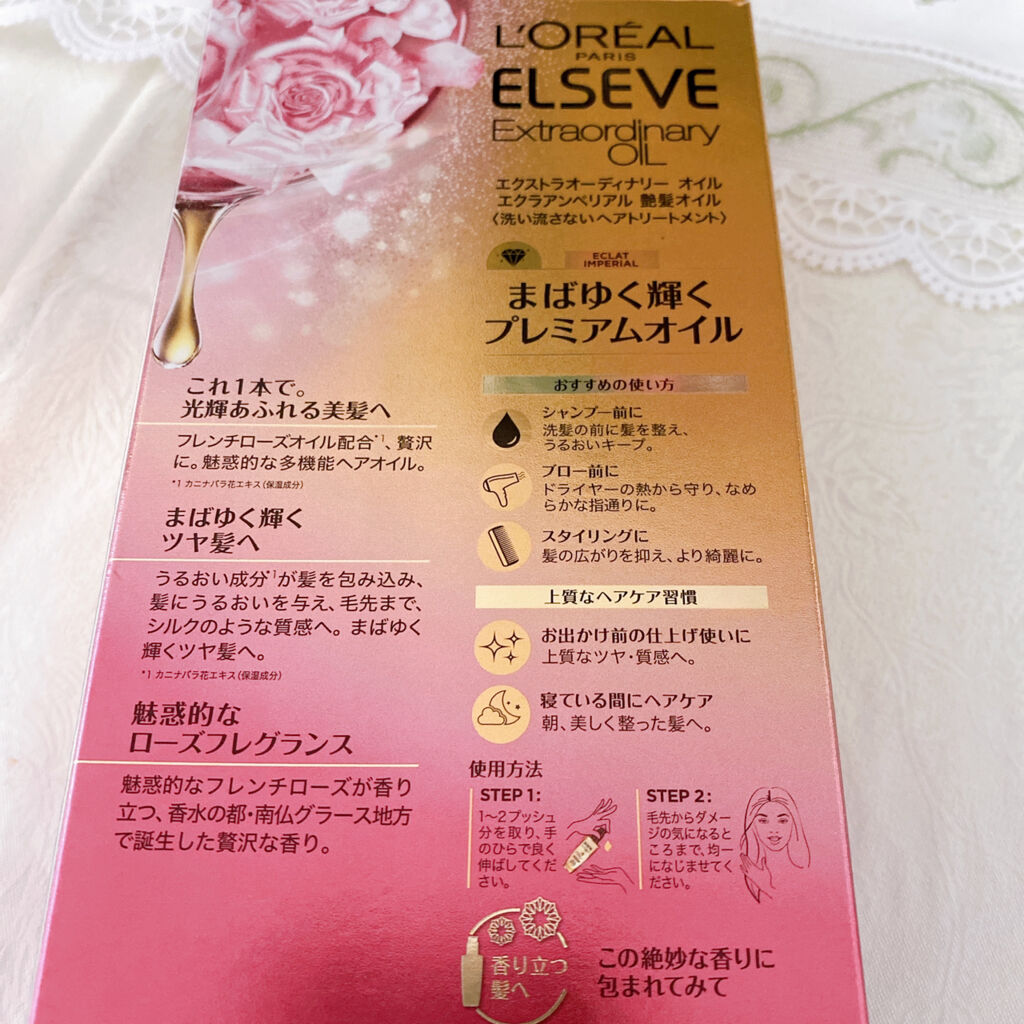 L'ORÉAL
PARIS
ELSEVE
Extraordinary
OIL
エクストラオーディナリー オイル
エクラアンペリアル 艶髪オイル
〈洗い流さないヘアトリートメント〉
ECLAT
IMPERIAL
まばゆく輝く
プレミアムオイル
これ1本で。
光輝あふれる美髪へ
フレンチローズオイル配合*1、贅沢
に。魅惑的な多機能ヘアオイル。
*1 カニナバラ花エキス(保湿成分)
まばゆく輝く
ツヤ髪へ
うるおい成分*1が髪を包み込み、
髪にうるおいを与え、毛先まで、
シルクのような質感へ。まばゆく
輝くツヤ髪へ。
*1 カニナバラ花エキス(保湿成分)
魅惑的な
ローズフレグランス
魅惑的なフレンチローズが香り
立つ、香水の都・南仏グラース地方
で誕生した贅沢な香り。
おすすめの使い方
シャンプー前に
洗髪の前に髪を整え、
うるおいキープ。
ブロー前に
ドライヤーの熱から守り、なめ
らかな指通りに。
スタイリングに
髪の広がりを抑え、より綺麗に。
上質なヘアケア習慣
お出かけ前の仕上げ使いに
上質なツヤ・質感へ。
寝ている間にヘアケア
朝、美しく整った髪へ。
使用方法
STEP 1:
1〜2プッシュ
分を取り、手
のひらで良く
伸ばしてくだ
さい。
STEP 2:
毛先からダメー
ジの気になると
ころまで、均一
になじませてく
ださい。
香り立つ
髪へ
この絶妙な香りに
包まれてみて